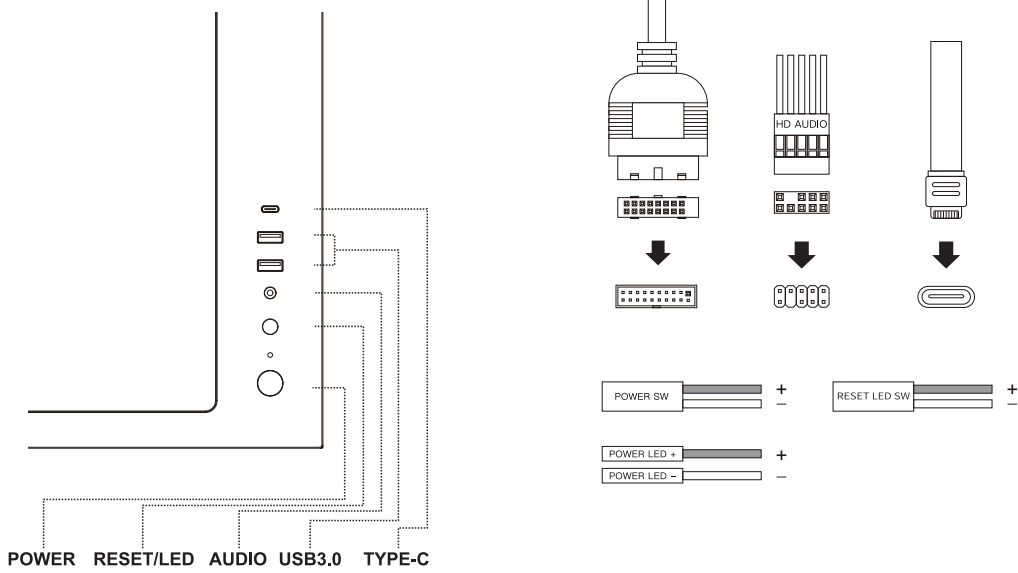 HD AUDIO
POWER SW
+
−
RESET LED SW
+
−
POWER LED +
+
POWER LED −
−
POWER
RESET/LED
AUDIO
USB3.0
TYPE-C